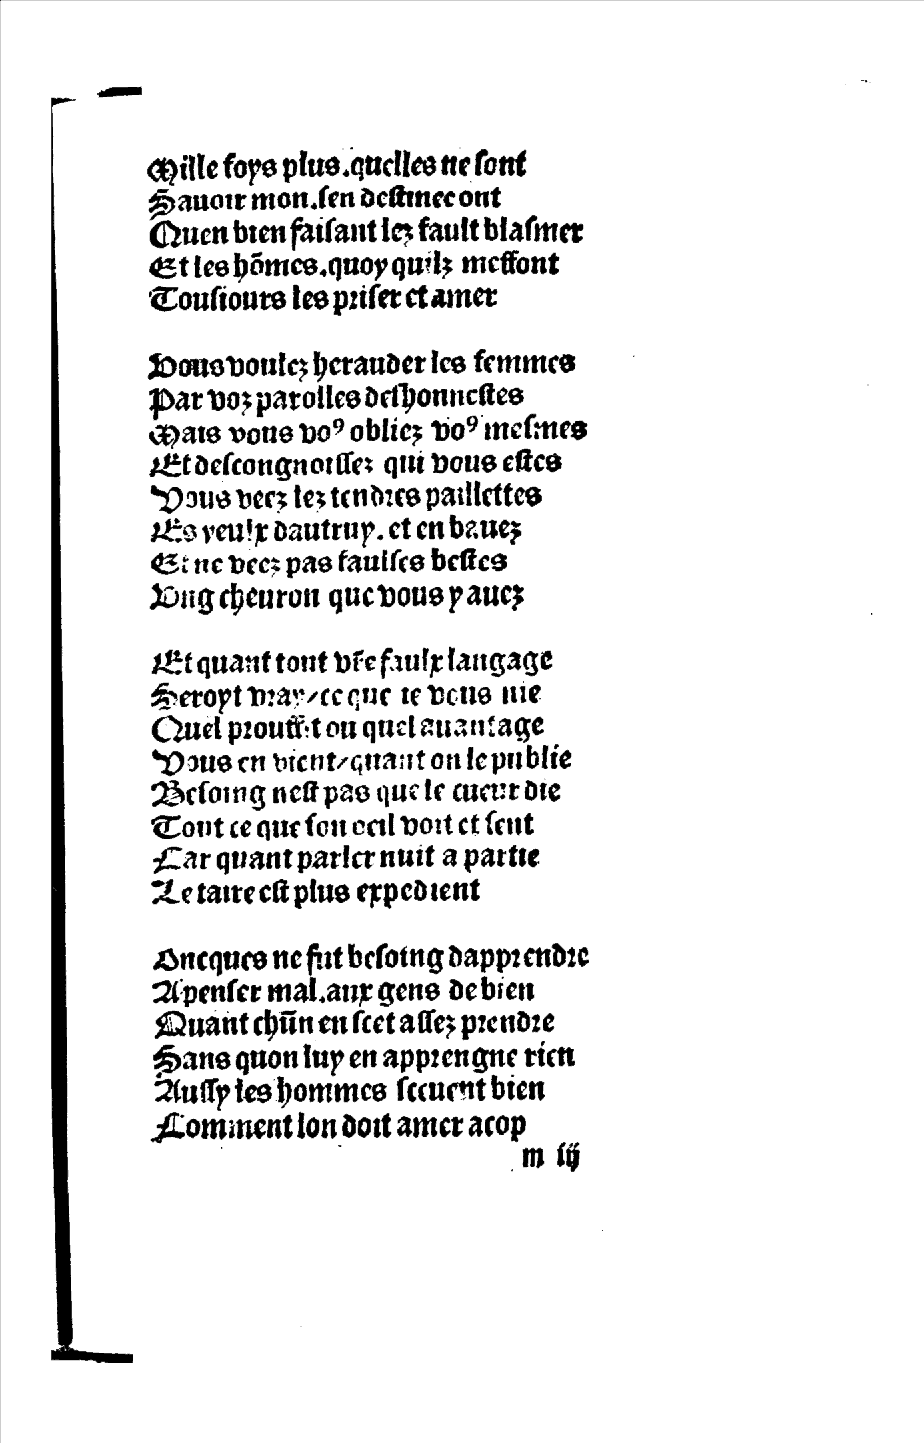 Mille foys plus.quelles ne ſont
Sauoir mon.ſen deſtinee ont
Quen bien faiſant lez fault blaſmer
Et les hõmes.quoy quilz meffont
Touſiours les priſer et amer
Vous voulez herauder les femmes
Par voz parolles deſhonneſtes
Mais vous voꝰ obliez voꝰ meſmes
Et deſcongnoiſſez qui vous eſtes
Vous veez lez tendres paillettes
Es yeulx dautruy. et en bauez
Et ne veez pas faulſes beſtes
Vng cheuron que vous y auez
Et quant tout vr̃e faulx langage
Seroyt vray/ce que ie vous nie
Quel prouffit ou quel auantage
Vous en vient/quant on le publie
Beſoing neſt pas que le cueur die
Tout ce que ſon oeil voit et ſent
Car quant parler nuit a partie
Le taire eſt plus expedient
Oncques ne fut beſoing dapprendre
A penſer mal.aux gens de bien
Quant chũn en ſcet aſſez prendre
Sans quon luy en apprengne rien
Auſſy les hommes ſceuent bien
Comment lon doit amer acop
m iij